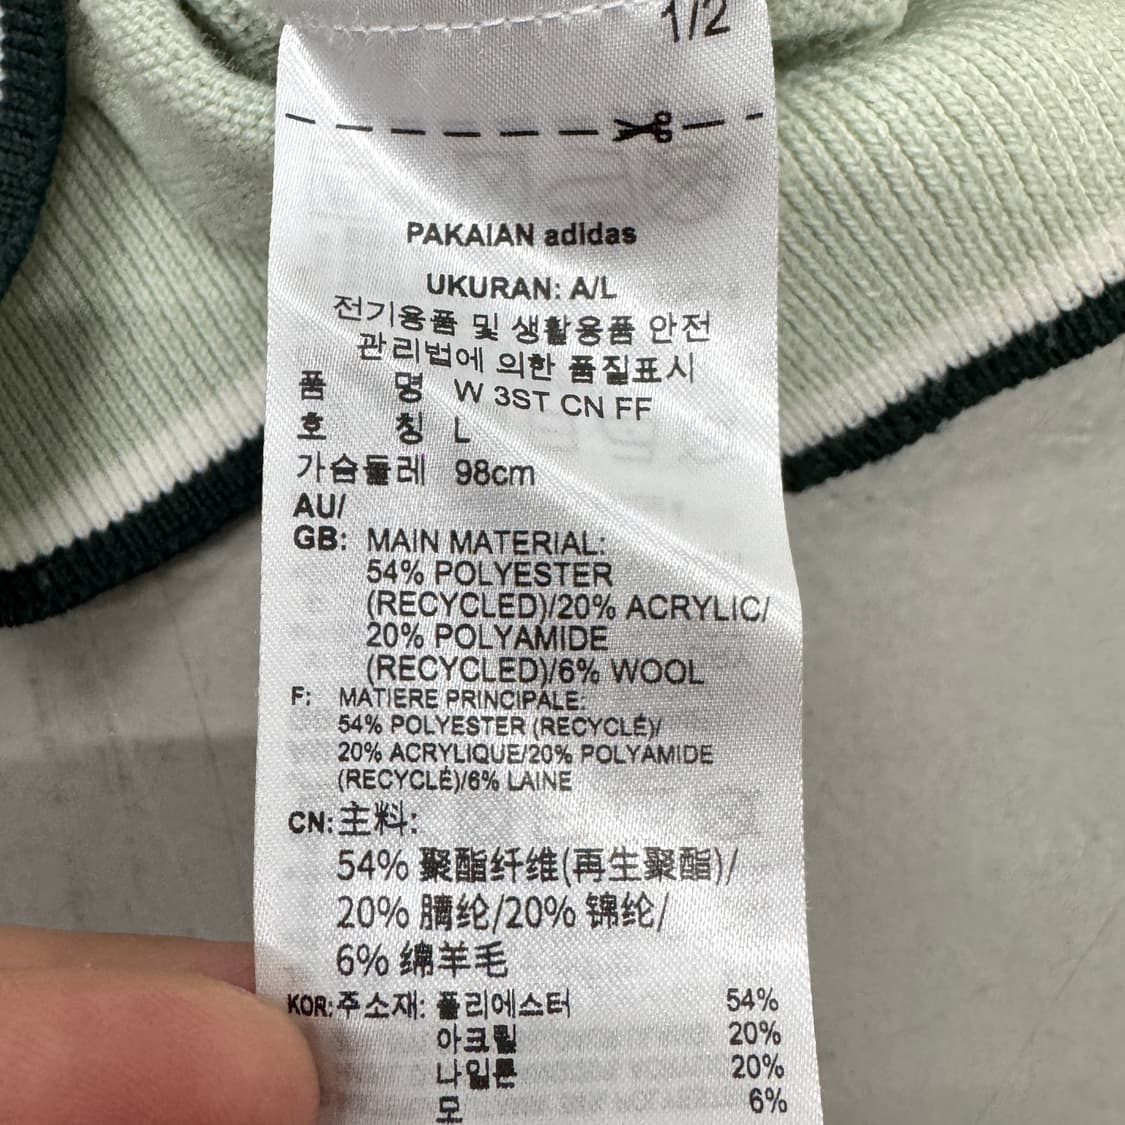 1/2
PAKAIAN adidas
UKURAN: A/L
전기용품 및 생활용품 안전
관리법에 의한 품질표시
품 명 W 3ST CN FF
호 칭 L
가슴둘레 98cm
AU/
GB: MAIN MATERIAL:
54% POLYESTER
(RECYCLED)/20% ACRYLIC/
20% POLYAMIDE
(RECYCLED)/6% WOOL
F: MATIERE PRINCIPALE:
54% POLYESTER (RECYCLÉ)/
20% ACRYLIQUE/20% POLYAMIDE
(RECYCLÉ)/6% LAINE
CN: 主料:
54% 聚酯纤维(再生聚酯)/
20% 腈纶/20% 锦纶/
6% 绵羊毛
KOR: 주소재: 폴리에스터 54%
아크릴 20%
나일론 20%
모 6%